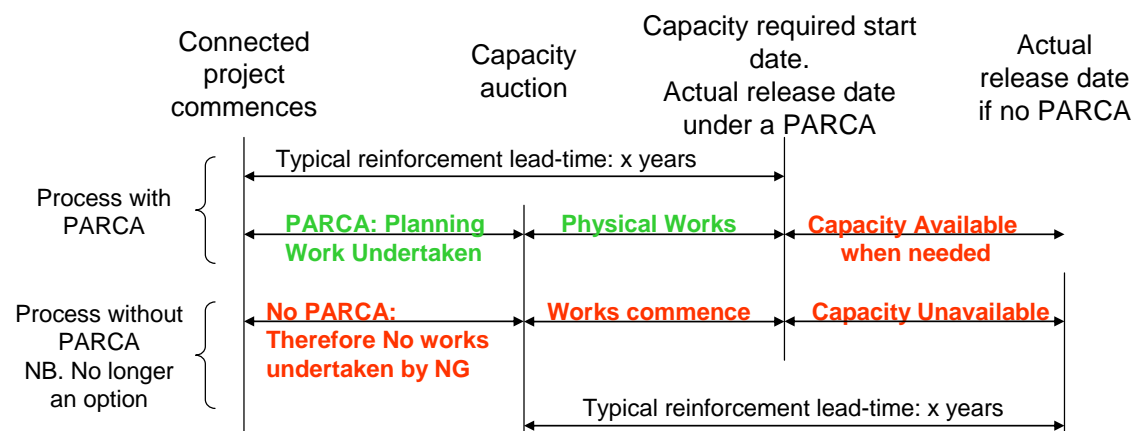 Connected
project
commences
Capacity
auction
Capacity required start
date.
Actual release date
under a PARCA
Actual
release date
if no PARCA
Typical reinforcement lead-time: x years
Process with
PARCA
PARCA: Planning
Work Undertaken
Physical Works
Capacity Available
when needed
Process without
PARCA
NB. No longer
an option
No PARCA:
Therefore No works
undertaken by NG
Works commence
Capacity Unavailable
Typical reinforcement lead-time: x years